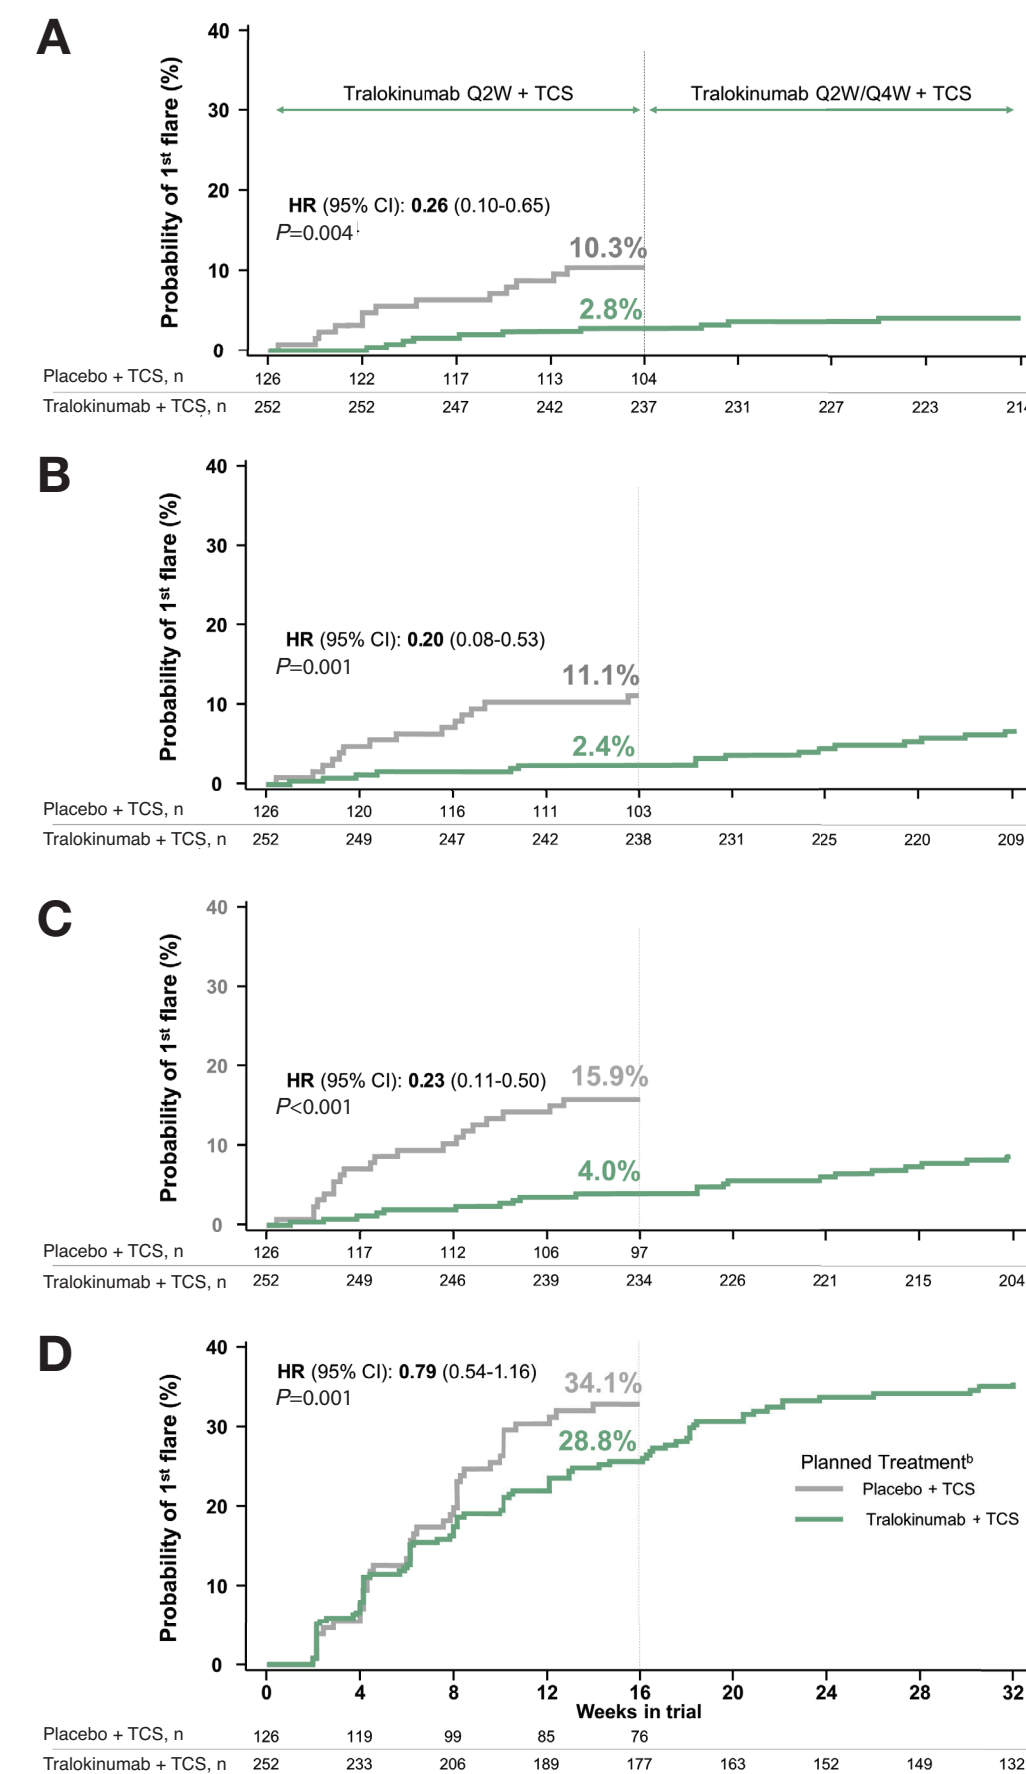 A
Probability of 1st flare (%)
40
30
20
10
0
Tralokinumab Q2W + TCS
Tralokinumab Q2W/Q4W + TCS
HR (95% CI): 0.26 (0.10-0.65)
P=0.004
10.3%
2.8%
Placebo + TCS, n 126 122 117 113 104
Tralokinumab + TCS, n 252 252 247 242 237 231 227 223 214
B
Probability of 1st flare (%)
40
30
20
10
0
HR (95% CI): 0.20 (0.08-0.53)
P=0.001
11.1%
2.4%
Placebo + TCS, n 126 120 116 111 103
Tralokinumab + TCS, n 252 249 247 242 238 231 225 220 209
C
Probability of 1st flare (%)
40
30
20
10
0
HR (95% CI): 0.23 (0.11-0.50)
P<0.001
15.9%
4.0%
Placebo + TCS, n 126 117 112 106 97
Tralokinumab + TCS, n 252 249 246 239 234 226 221 215 204
D
Probability of 1st flare (%)
40
30
20
10
0
HR (95% CI): 0.79 (0.54-1.16)
P=0.001
34.1%
28.8%
Planned Treatmentb
Placebo + TCS
Tralokinumab + TCS
0 4 8 12 16 20 24 28 32
Weeks in trial
Placebo + TCS, n 126 119 99 85 76
Tralokinumab + TCS, n 252 233 206 189 177 163 152 149 132